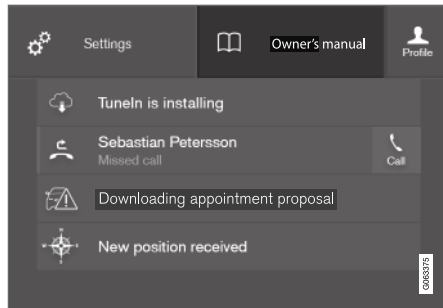 Settings
Owner's manual
Profile
TuneIn is installing
Sebastian Petersson
Missed call
Call
Downloading appointment proposal
New position received
G063375